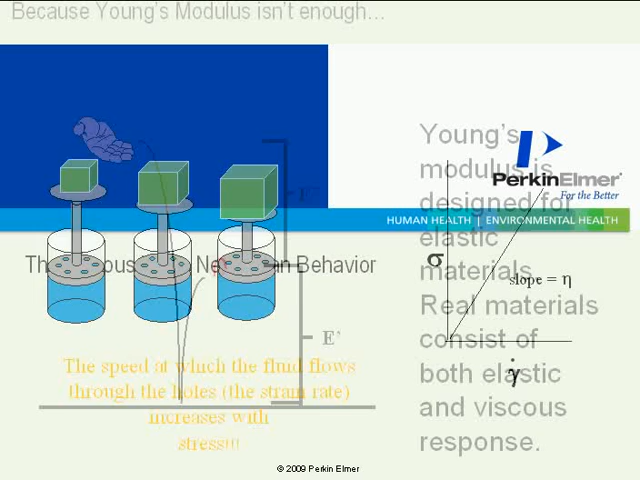 Because Young's Modulus isn't enough...
Young's
modulus is
designed for
elastic
materials.
Real materials
consist of
both elastic
and viscous
response.
PerkinElmer
For the Better
HUMAN HEALTH | ENVIRONMENTAL HEALTH
Behavior
σ
slope = η
γ̇
E'
The speed at which the fluid flows
through the holes (the strain rate)
increases with
stress!!!
© 2009 Perkin Elmer